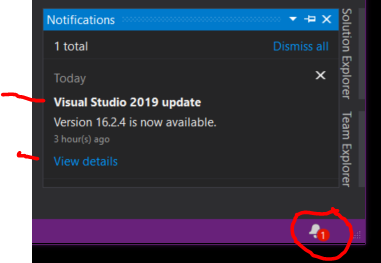 Notifications
1 total
Dismiss all
Today
Visual Studio 2019 update
Version 16.2.4 is now available.
3 hour(s) ago
View details
Solution Explorer
Team Explorer
1